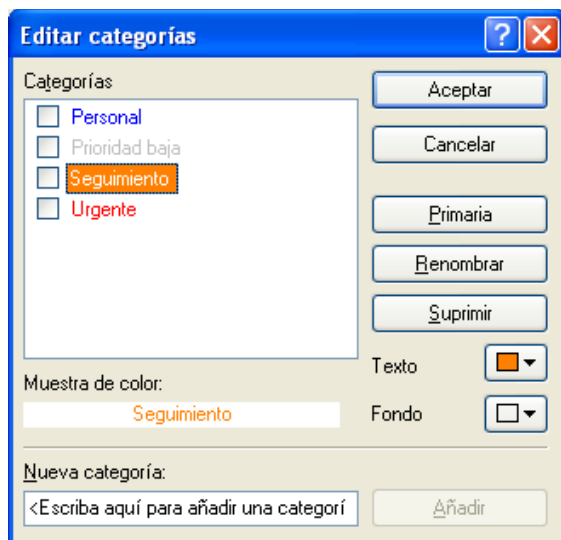 Editar categorías
Categorías
Personal
Prioridad baja
Seguimiento
Urgente
Aceptar
Cancelar
Primaria
Renombrar
Suprimir
Texto
Muestra de color:
Seguimiento
Fondo
Nueva categoría:
<Escriba aquí para añadir una categorí
Añadir